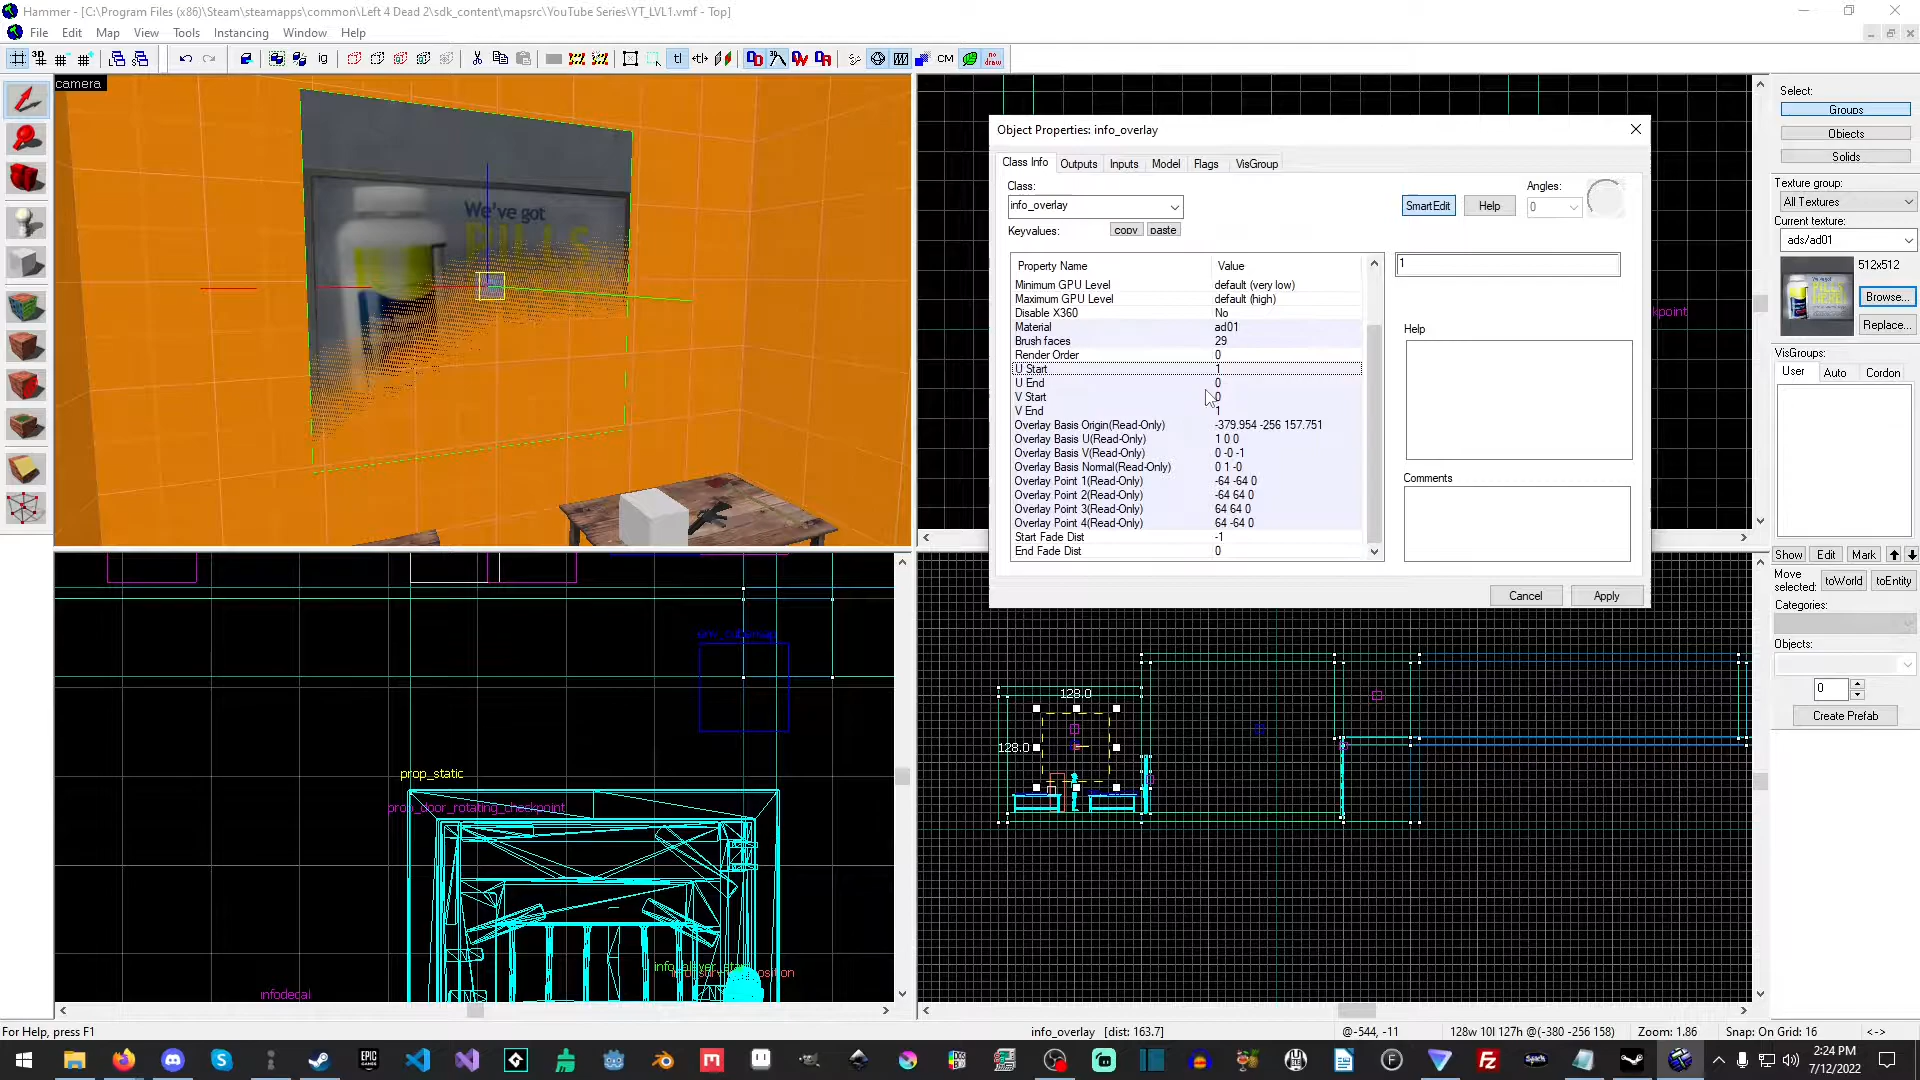 Hammer - [C:\Program Files (x86)\Steam\steamapps\common\Left 4 Dead 2\sdk_content\mapsrc\YouTube Series\YT_LVL1.vmf - Top]
File Edit Map View Tools Instancing Window Help
camera
We've got
PILLS
Object Properties: info_overlay
Class Info Outputs Inputs Model Flags VisGroup
Class:
info_overlay
SmartEdit Help
Angles:
0
Keyvalues: copy paste
Property Name Value
1
Minimum GPU Level default (very low)
Maximum GPU Level default (high)
Disable X360 No
Material ad01
Brush faces 29
Render Order 0
U Start 1
U End 0
V Start 0
V End 1
Overlay Basis Origin(Read-Only) -379.954 -256 157.751
Overlay Basis U(Read-Only) 1 0 0
Overlay Basis V(Read-Only) 0 -0 -1
Overlay Basis Normal(Read-Only) 0 1 -0
Overlay Point 1(Read-Only) -64 -64 0
Overlay Point 2(Read-Only) -64 64 0
Overlay Point 3(Read-Only) 64 64 0
Overlay Point 4(Read-Only) 64 -64 0
Start Fade Dist -1
End Fade Dist 0
Help
Comments
Cancel Apply
Select:
Groups
Objects
Solids
Texture group:
All Textures
Current texture:
ads/ad01
512x512
Browse...
Replace...
VisGroups:
User Auto Cordon
Show Edit Mark
Move selected: toWorld toEntity
Categories:
Objects:
0
Create Prefab
kpoint
prop_static
prop_door_rotating_checkpoint
infodecal
128.0
128.0
For Help, press F1
info_overlay [dist: 163.7]
@-544, -11
128w 10l 127h @(-380 -256 158)
Zoom: 1.86
Snap: On Grid: 16
<->
2:24 PM
7/12/2022